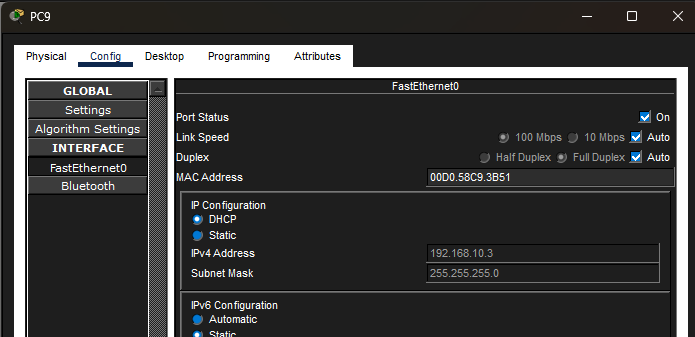 PC9
Physical Config Desktop Programming Attributes
GLOBAL
Settings
Algorithm Settings
INTERFACE
FastEthernet0
Bluetooth
FastEthernet0
Port Status On
Link Speed 100 Mbps 10 Mbps Auto
Duplex Half Duplex Full Duplex Auto
MAC Address 00D0.58C9.3B51
IP Configuration
DHCP
Static
IPv4 Address 192.168.10.3
Subnet Mask 255.255.255.0
IPv6 Configuration
Automatic
Static